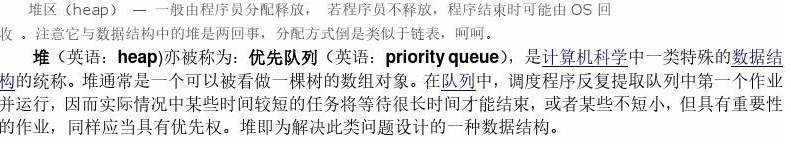 堆区（heap） — 一般由程序员分配释放， 若程序员不释放，程序结束时可能由 OS 回
收 。注意它与数据结构中的堆是两回事，分配方式倒是类似于链表，呵呵。
堆（英语：heap)亦被称为：优先队列（英语：priority queue），是计算机科学中一类特殊的数据结
构的统称。堆通常是一个可以被看做一棵树的数组对象。在队列中，调度程序反复提取队列中第一个作业
并运行，因而实际情况中某些时间较短的任务将等待很长时间才能结束，或者某些不短小，但具有重要性
的作业，同样应当具有优先权。堆即为解决此类问题设计的一种数据结构。